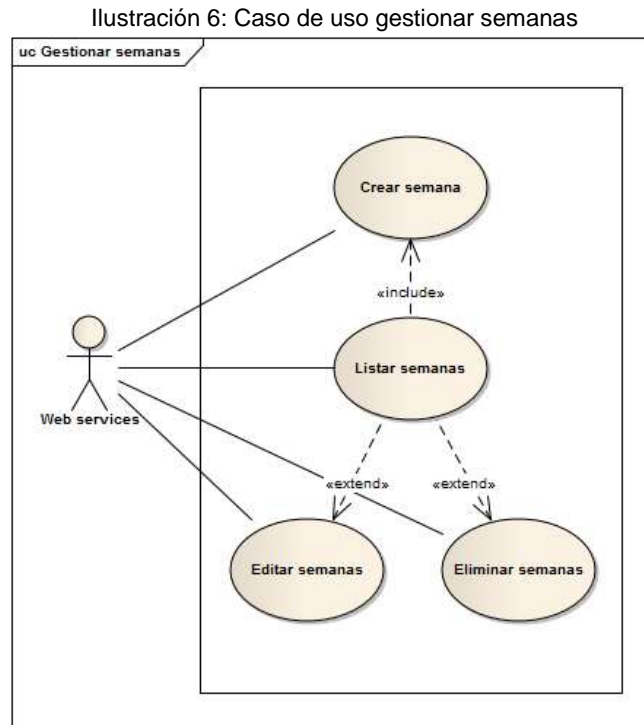 Ilustración 6: Caso de uso gestionar semanas
uc Gestionar semanas
Crear semana
«include»
Listar semanas
Web services
«extend»
«extend»
Editar semanas
Eliminar semanas